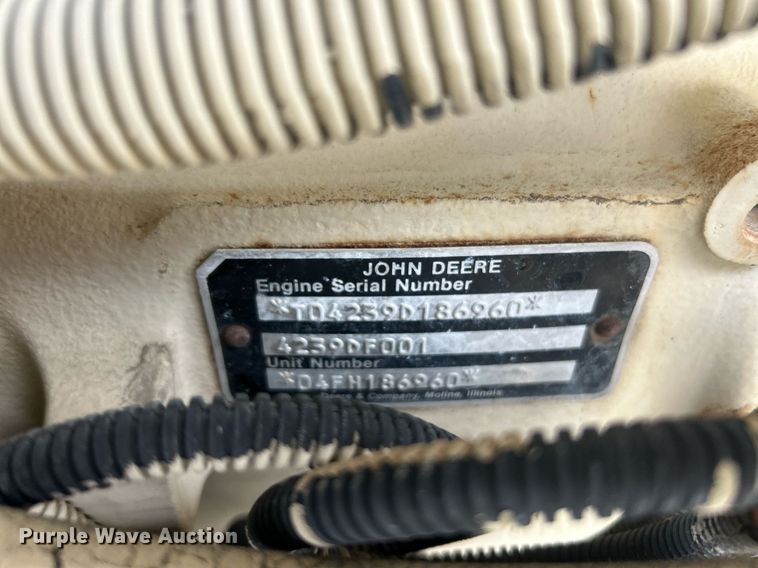 JOHN DEERE
Engine Serial Number
*T04239D186960*
4239DF001
Unit Number
*04FH186960*
Deere & Company, Moline, Illinois
Purple Wave Auction